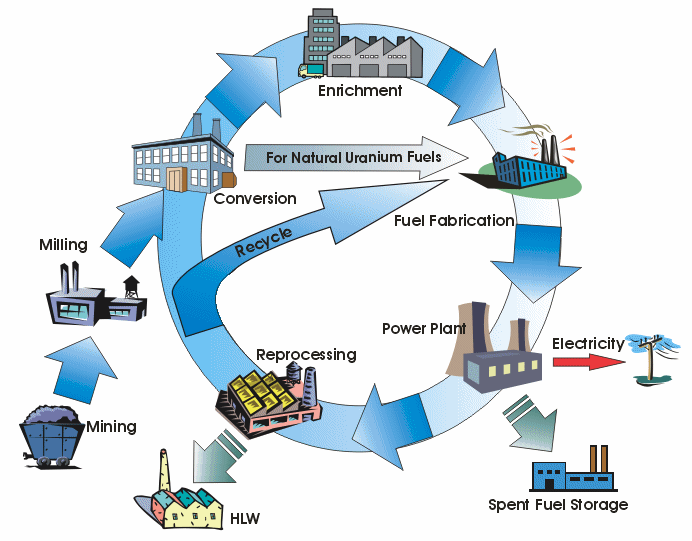 Enrichment
For Natural Uranium Fuels
Conversion
Fuel Fabrication
Milling
Recycle
Power Plant
Electricity
Reprocessing
Mining
Spent Fuel Storage
HLW